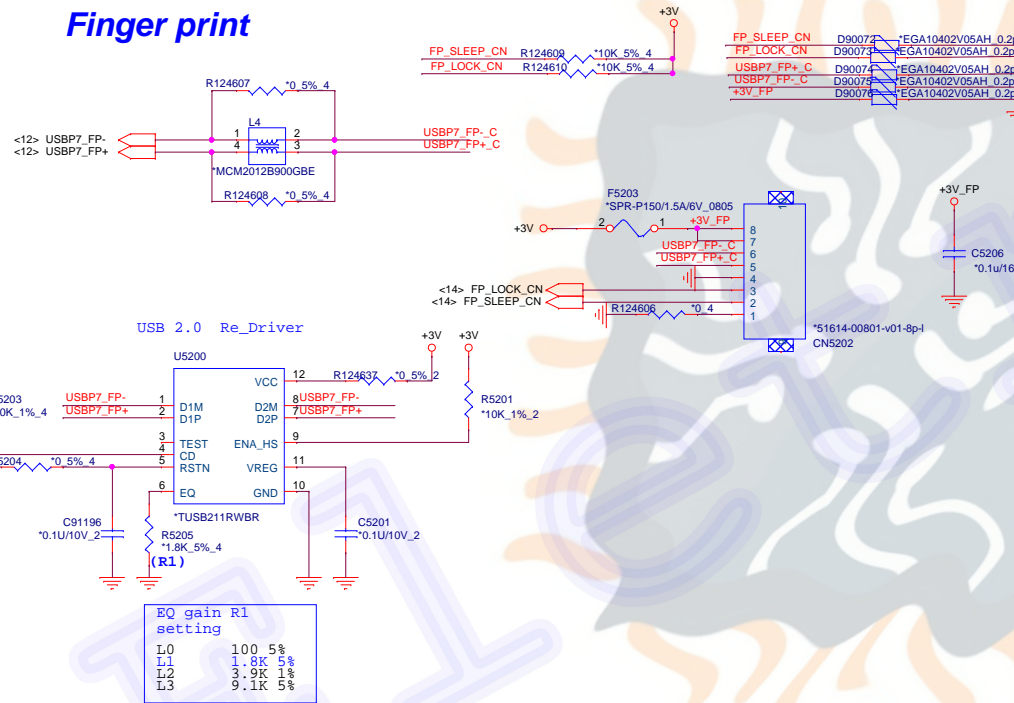 Finger print
+3V
FP_SLEEP_CN R124609 *10K_5%_4
FP_LOCK_CN R124610 *10K_5%_4
FP_SLEEP_CN D90072 *EGA10402V05AH_0.2p
FP_LOCK_CN D90073 *EGA10402V05AH_0.2p
USBP7_FP+_C D90074 *EGA10402V05AH_0.2p
USBP7_FP-_C D90075 *EGA10402V05AH_0.2p
+3V_FP D90076 *EGA10402V05AH_0.2p
R124607 *0_5%_4
L4
<12> USBP7_FP- 1 2 USBP7_FP-_C
<12> USBP7_FP+ 4 3 USBP7_FP+_C
*MCM2012B900GBE
R124608 *0_5%_4
F5203
*SPR-P150/1.5A/6V_0805
+3V 2 1 +3V_FP 8
7
USBP7_FP-_C 6
USBP7_FP+_C 5
4
<14> FP_LOCK_CN 3
<14> FP_SLEEP_CN 2
R124606 *0_4 1
*51614-00801-v01-8p-l
CN5202
+3V_FP
C5206
*0.1u/16
USB 2.0 Re_Driver
U5200
+3V +3V
VCC 12 R124637 *0_5%_2
5203
0K_1%_4
USBP7_FP- 1 D1M D2M 8 USBP7_FP-
USBP7_FP+ 2 D1P D2P 7 USBP7_FP+
R5201
*10K_1%_2
3 TEST ENA_HS 9
4 CD
5204 *0_5%_4 5 RSTN VREG 11
6 EQ GND 10
*TUSB211RWBR
C91196
*0.1U/10V_2
R5205
*1.8K_5%_4
(R1)
C5201
*0.1U/10V_2
EQ gain R1
setting
L0 100 5%
L1 1.8K 5%
L2 3.9K 1%
L3 9.1K 5%